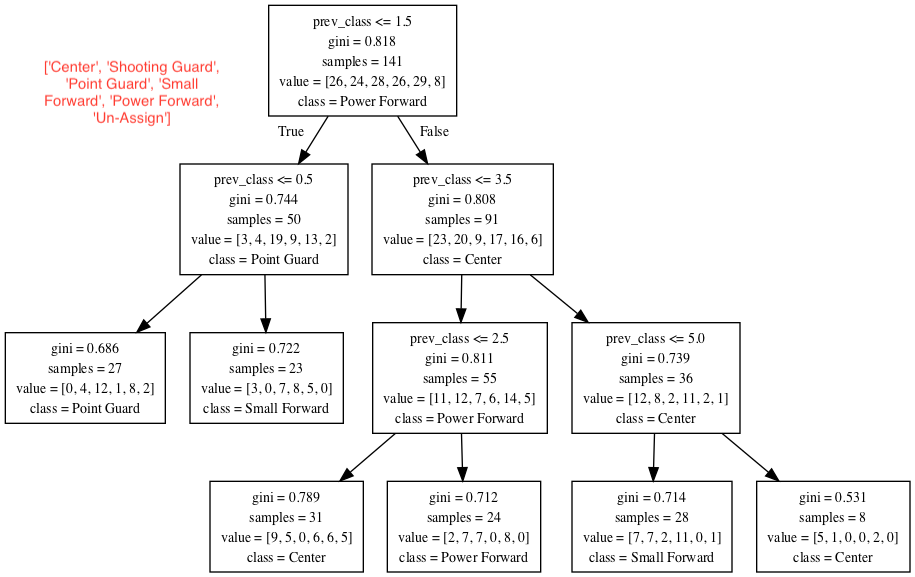 prev_class <= 1.5
gini = 0.818
samples = 141
value = [26, 24, 28, 26, 29, 8]
class = Power Forward
['Center', 'Shooting Guard',
'Point Guard', 'Small
Forward', 'Power Forward',
'Un-Assign']
True
False
prev_class <= 0.5
gini = 0.744
samples = 50
value = [3, 4, 19, 9, 13, 2]
class = Point Guard
prev_class <= 3.5
gini = 0.808
samples = 91
value = [23, 20, 9, 17, 16, 6]
class = Center
gini = 0.686
samples = 27
value = [0, 4, 12, 1, 8, 2]
class = Point Guard
gini = 0.722
samples = 23
value = [3, 0, 7, 8, 5, 0]
class = Small Forward
prev_class <= 2.5
gini = 0.811
samples = 55
value = [11, 12, 7, 6, 14, 5]
class = Power Forward
prev_class <= 5.0
gini = 0.739
samples = 36
value = [12, 8, 2, 11, 2, 1]
class = Center
gini = 0.789
samples = 31
value = [9, 5, 0, 6, 6, 5]
class = Center
gini = 0.712
samples = 24
value = [2, 7, 7, 0, 8, 0]
class = Power Forward
gini = 0.714
samples = 28
value = [7, 7, 2, 11, 0, 1]
class = Small Forward
gini = 0.531
samples = 8
value = [5, 1, 0, 0, 2, 0]
class = Center